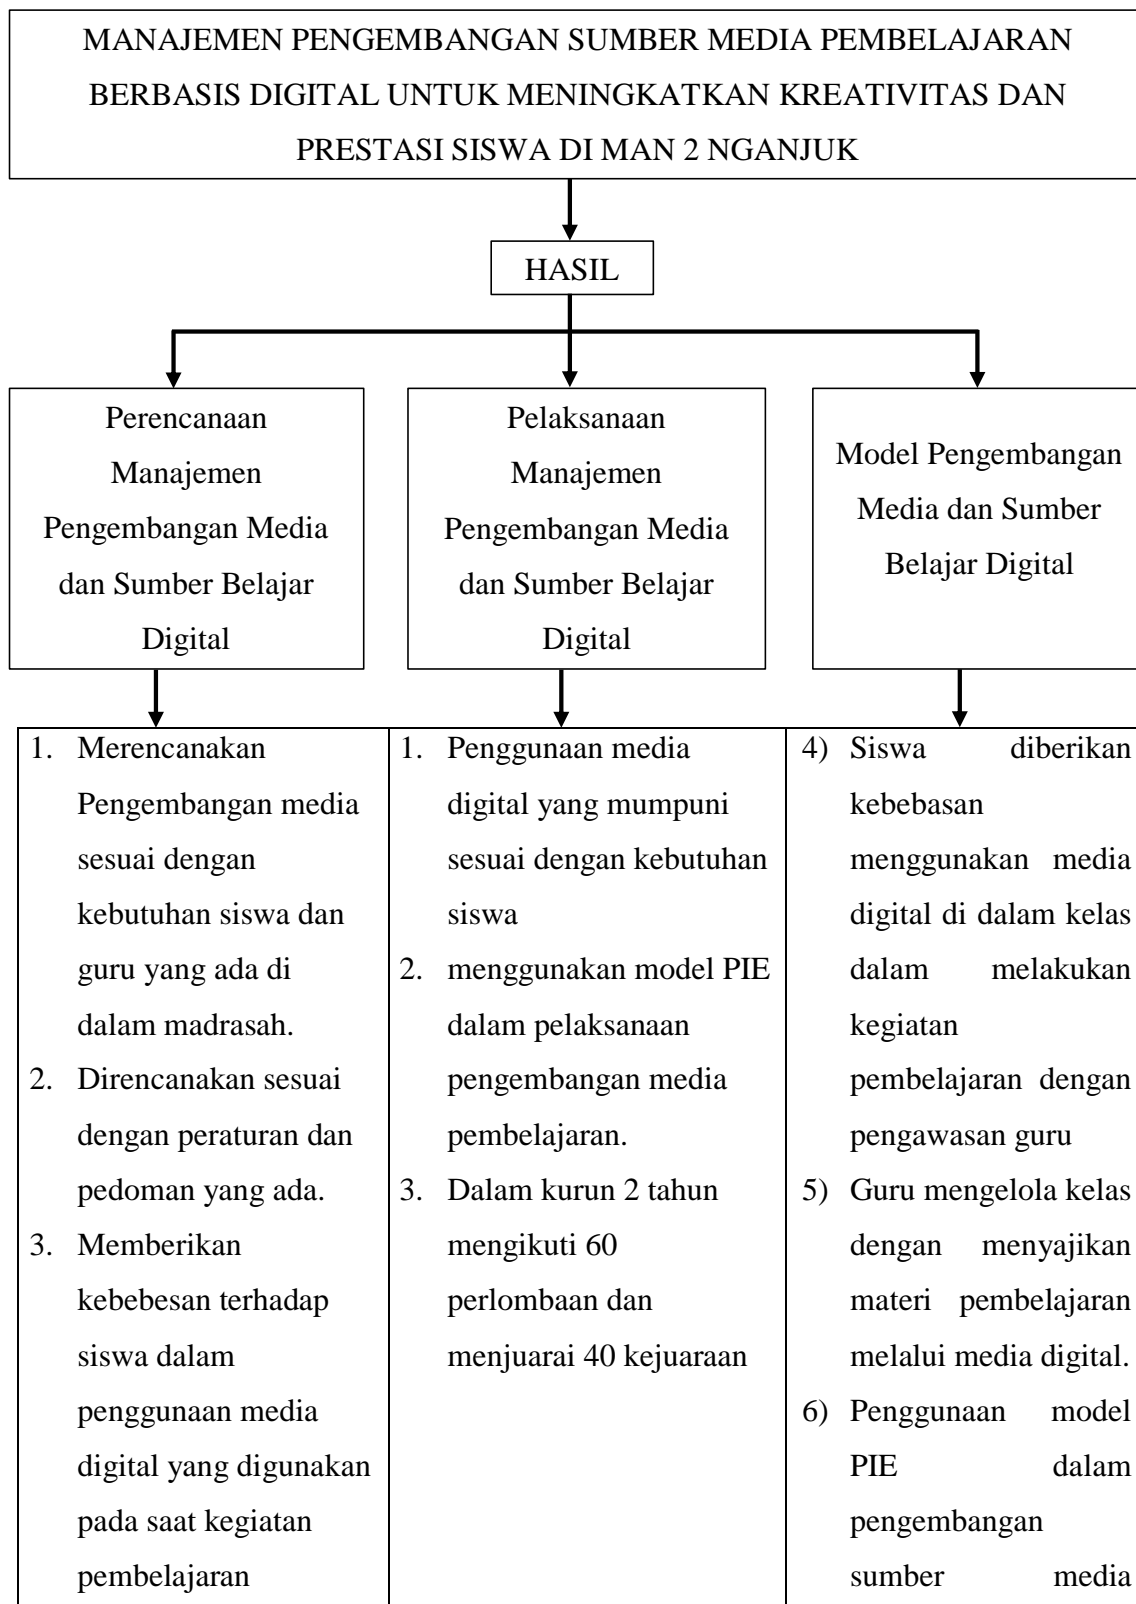 MANAJEMEN PENGEMBANGAN SUMBER MEDIA PEMBELAJARAN
BERBASIS DIGITAL UNTUK MENINGKATKAN KREATIVITAS DAN
PRESTASI SISWA DI MAN 2 NGANJUK
HASIL
Perencanaan
Manajemen
Pengembangan Media
dan Sumber Belajar
Digital
Pelaksanaan
Manajemen
Pengembangan Media
dan Sumber Belajar
Digital
Model Pengembangan
Media dan Sumber
Belajar Digital
1. Merencanakan
Pengembangan media
sesuai dengan
kebutuhan siswa dan
guru yang ada di
dalam madrasah.
2. Direncanakan sesuai
dengan peraturan dan
pedoman yang ada.
3. Memberikan
kebebesan terhadap
siswa dalam
penggunaan media
digital yang digunakan
pada saat kegiatan
pembelajaran
1. Penggunaan media
digital yang mumpuni
sesuai dengan kebutuhan
siswa
2. menggunakan model PIE
dalam pelaksanaan
pengembangan media
pembelajaran.
3. Dalam kurun 2 tahun
mengikuti 60
perlombaan dan
menjuarai 40 kejuaraan
4) Siswa diberikan
kebebasan
menggunakan media
digital di dalam kelas
dalam melakukan
kegiatan
pembelajaran dengan
pengawasan guru
5) Guru mengelola kelas
dengan menyajikan
materi pembelajaran
melalui media digital.
6) Penggunaan model
PIE dalam
pengembangan
sumber media